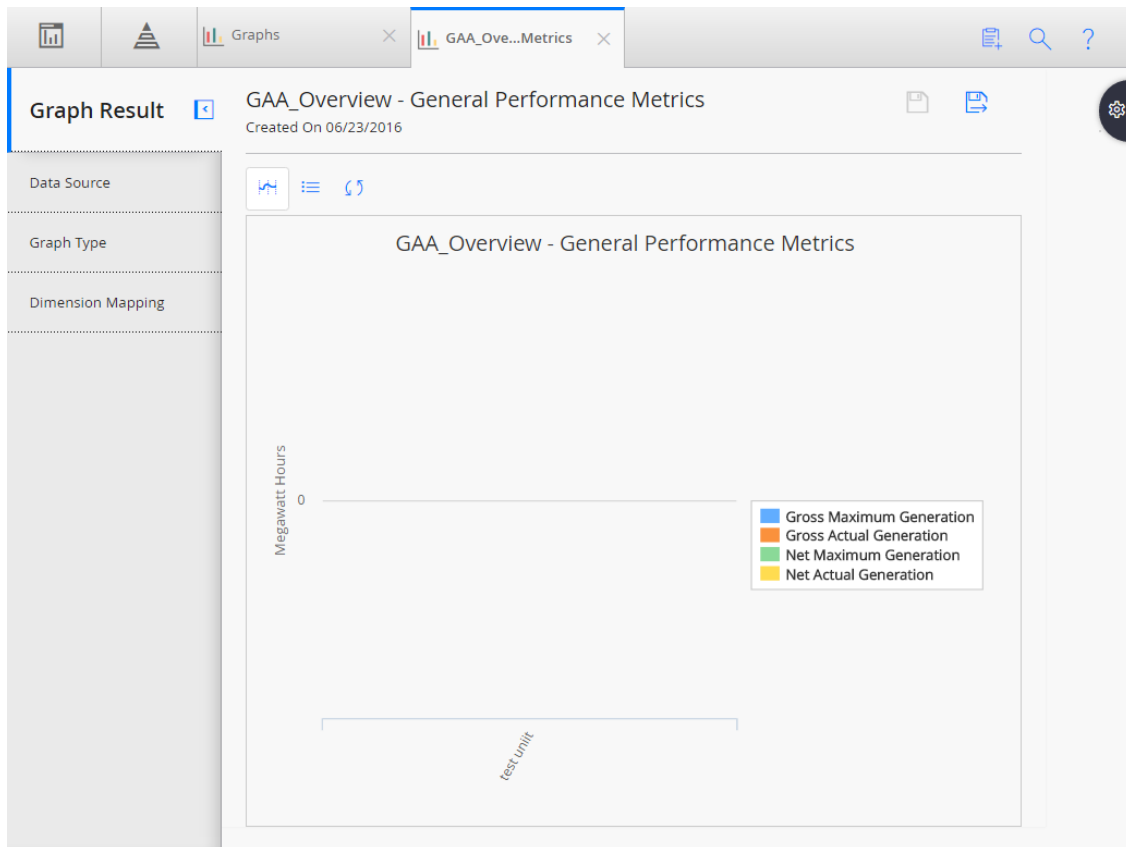 Graphs
GAA_Ove...Metrics
?
Graph Result
GAA_Overview - General Performance Metrics
Created On 06/23/2016
Data Source
Graph Type
Dimension Mapping
GAA_Overview - General Performance Metrics
Megawatt Hours
0
Gross Maximum Generation
Gross Actual Generation
Net Maximum Generation
Net Actual Generation
test uniit